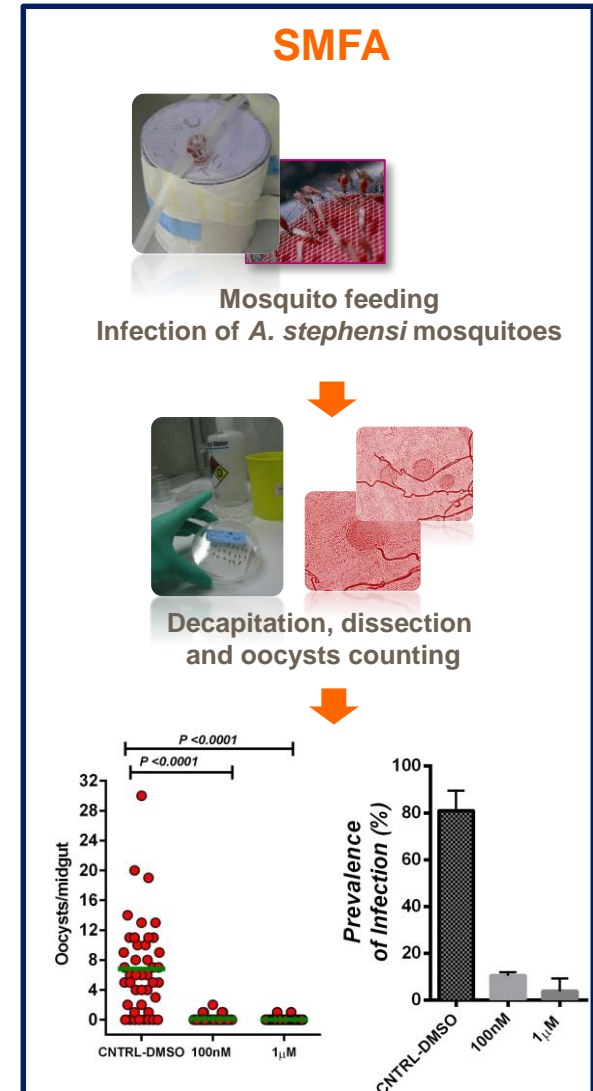 SMFA
Mosquito feeding
Infection of A. stephensi mosquitoes
Decapitation, dissection
and oocysts counting
P <0.0001
P <0.0001
Oocysts/midgut
32
28
24
20
16
12
8
4
0
CNTRL-DMSO 100nM 1µM
Prevalence
of Infection (%)
100
80
60
40
20
0
CNTRL-DMSO
100nM
1µM